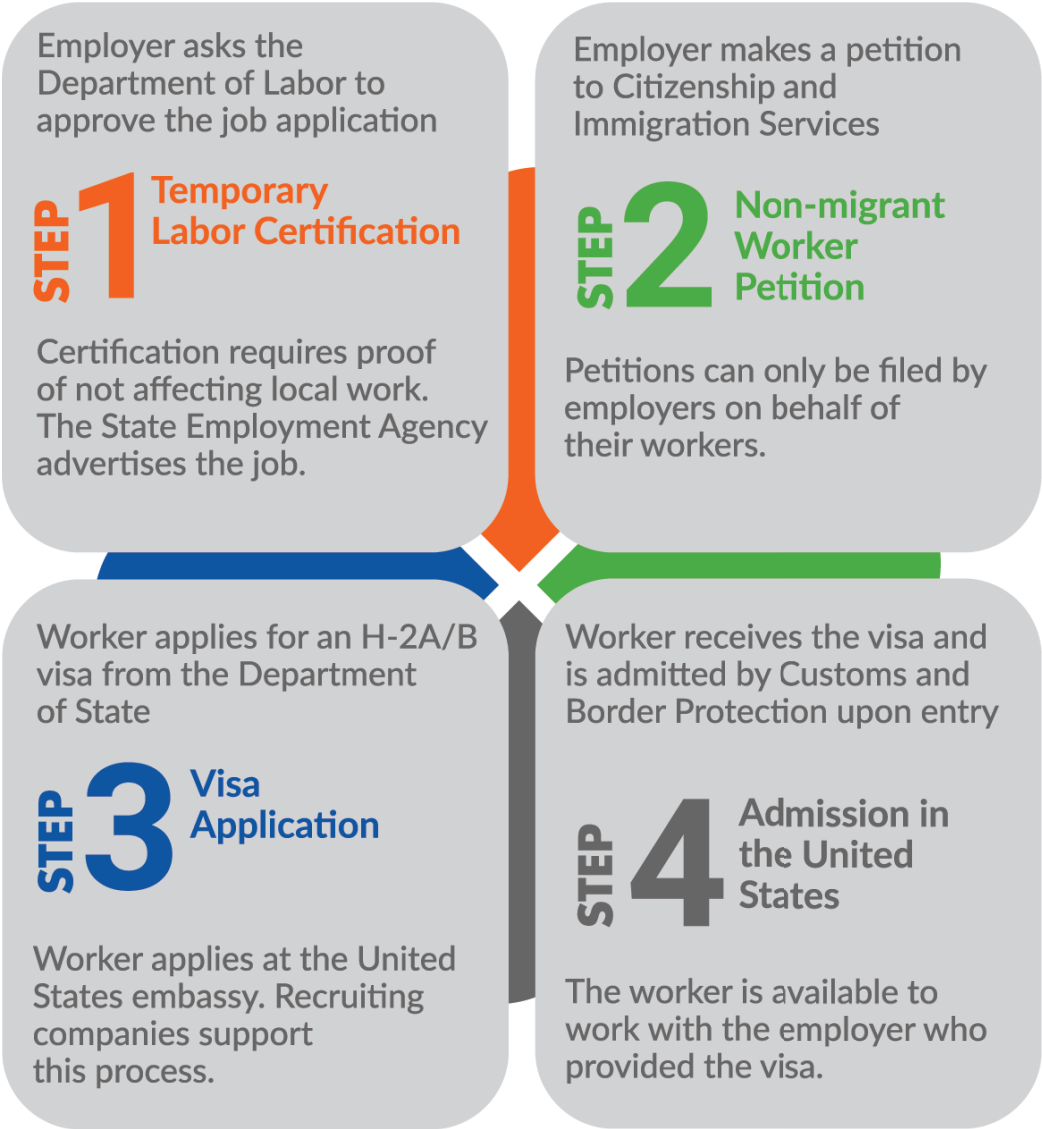 Employer asks the
Department of Labor to
approve the job application
STEP 1 Temporary
Labor Certification
Certification requires proof
of not affecting local work.
The State Employment Agency
advertises the job.
Employer makes a petition
to Citizenship and
Immigration Services
STEP 2 Non-migrant
Worker
Petition
Petitions can only be filed by
employers on behalf of
their workers.
Worker applies for an H-2A/B
visa from the Department
of State
STEP 3 Visa
Application
Worker applies at the United
States embassy. Recruiting
companies support
this process.
Worker receives the visa and
is admitted by Customs and
Border Protection upon entry
STEP 4 Admission in
the United
States
The worker is available to
work with the employer who
provided the visa.